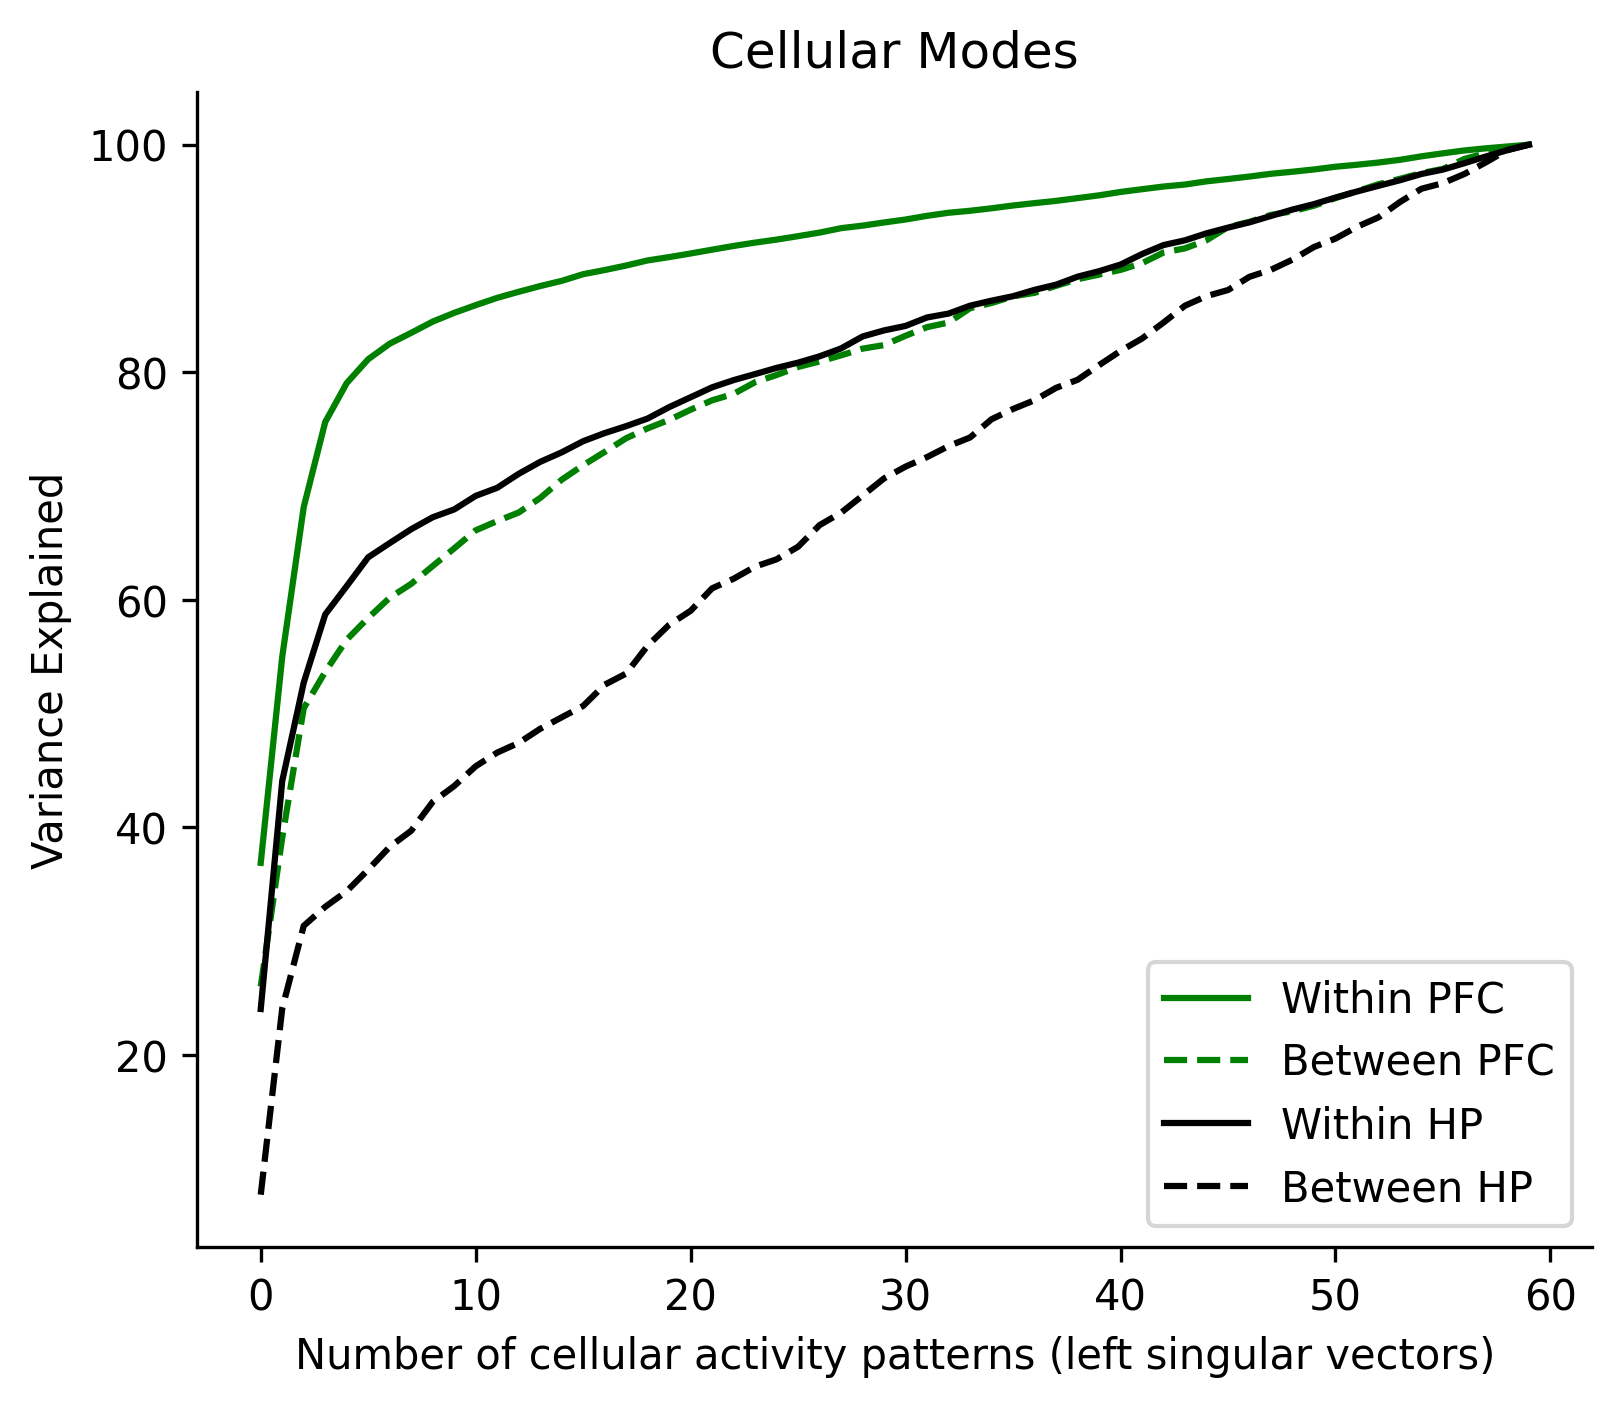 Cellular Modes
Variance Explained
100
80
60
40
20
0 10 20 30 40 50 60
Number of cellular activity patterns (left singular vectors)
Within PFC
Between PFC
Within HP
Between HP